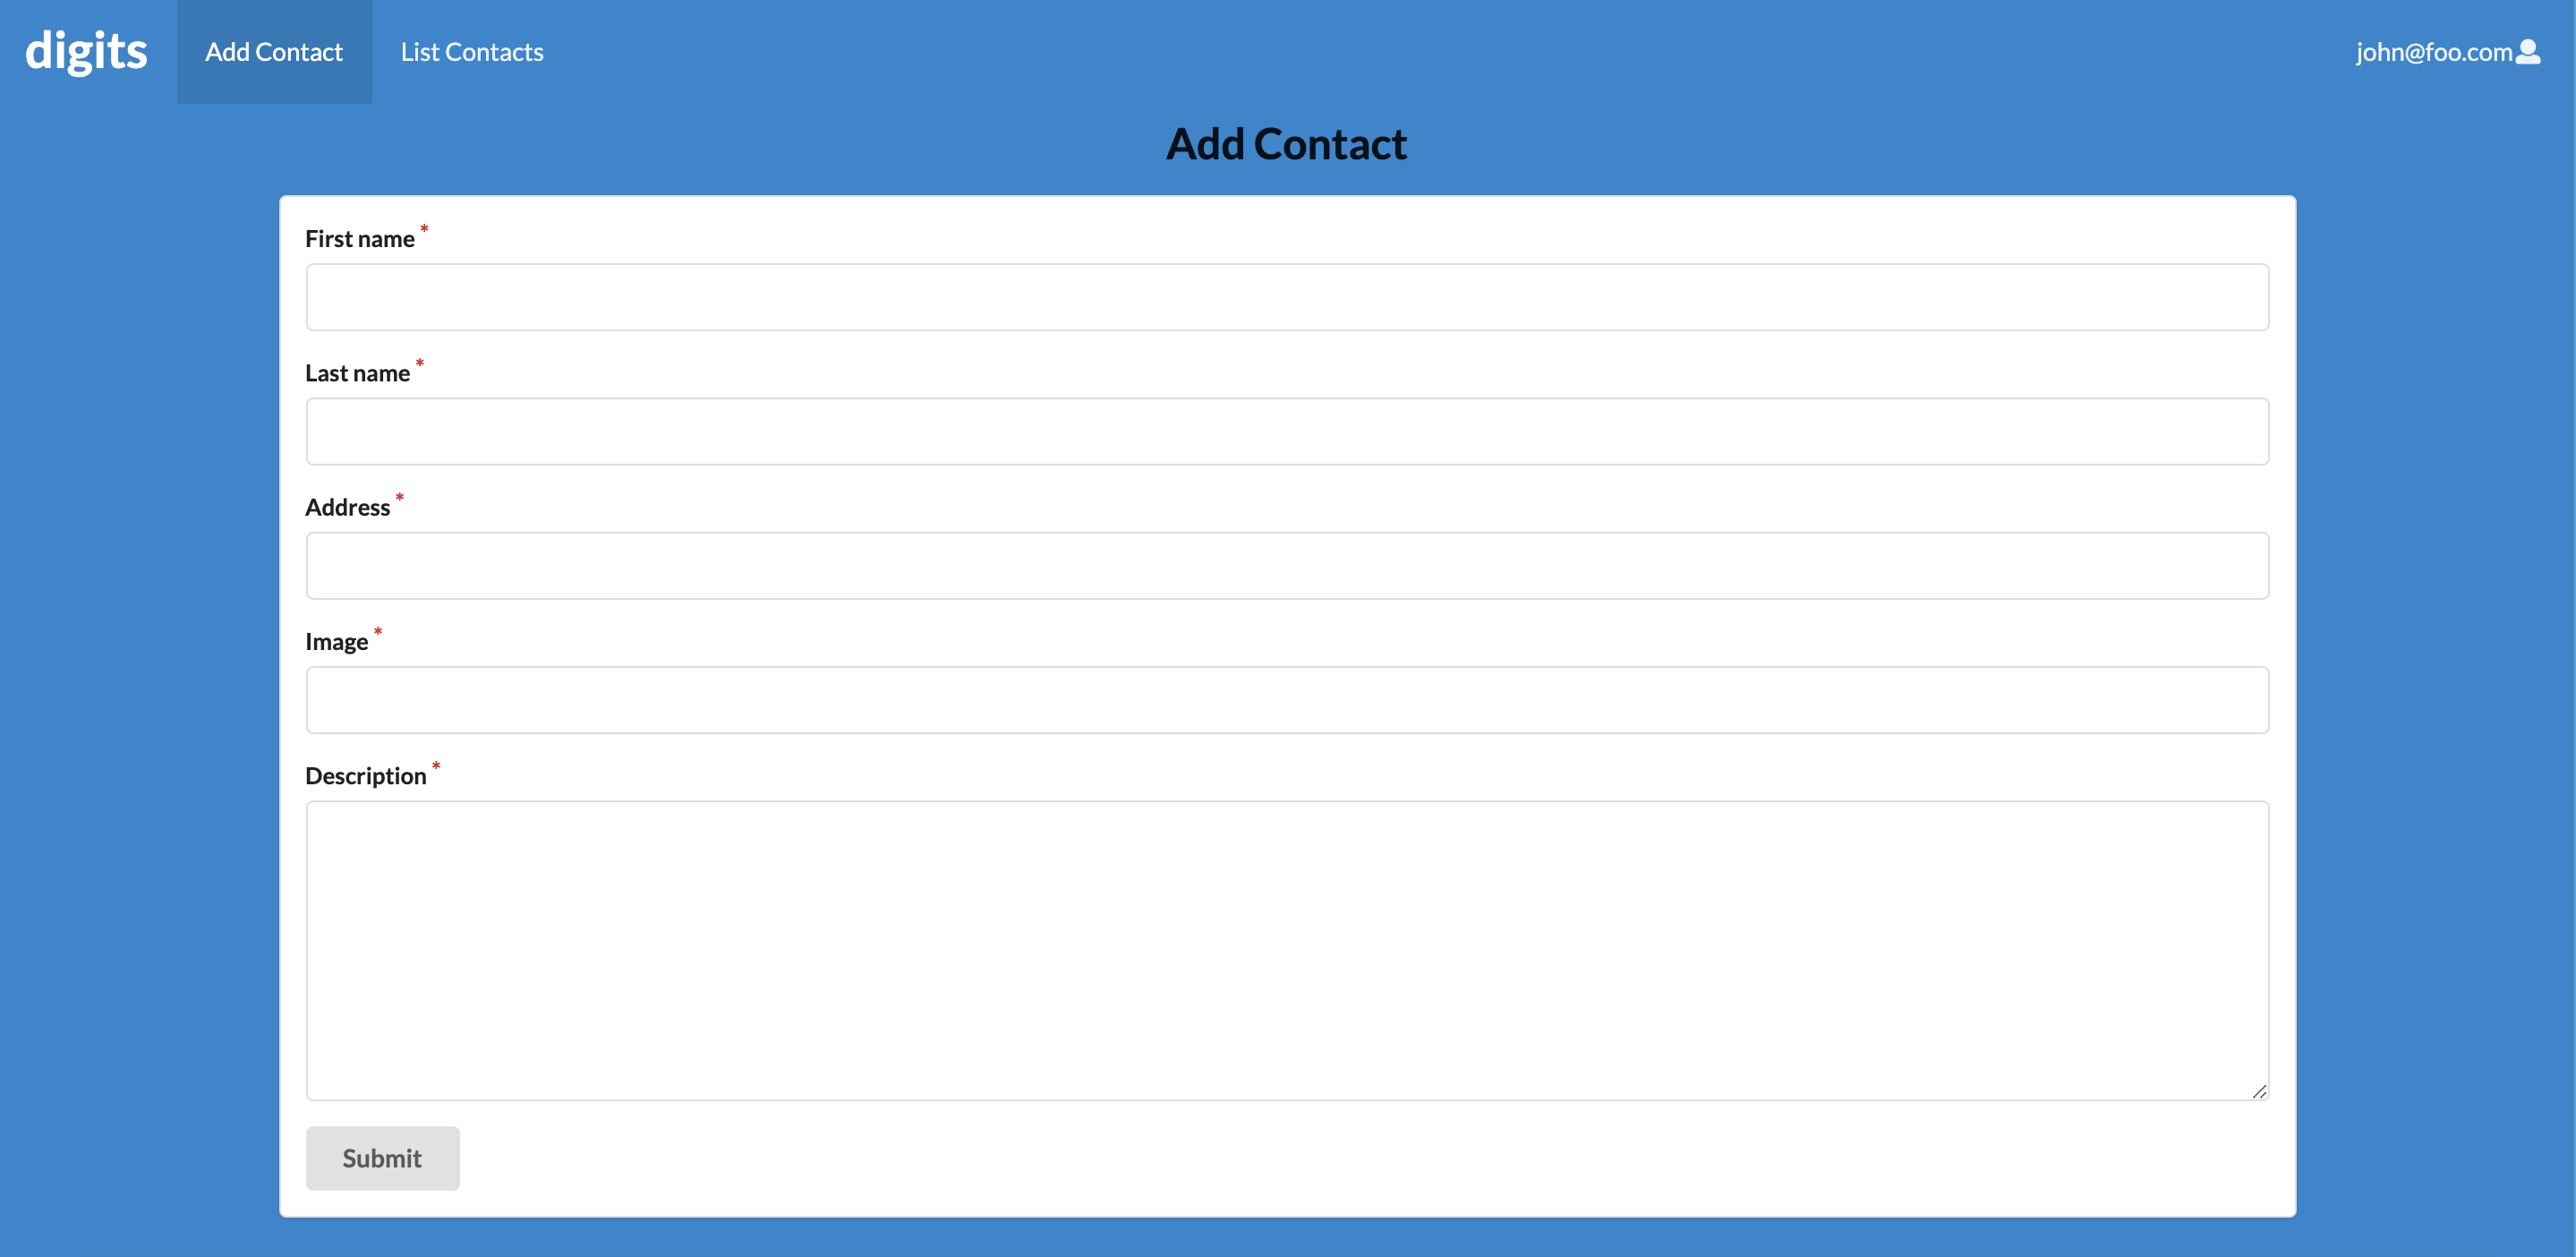 digits Add Contact List Contacts john@foo.com
Add Contact
First name *
Last name *
Address *
Image *
Description *
Submit